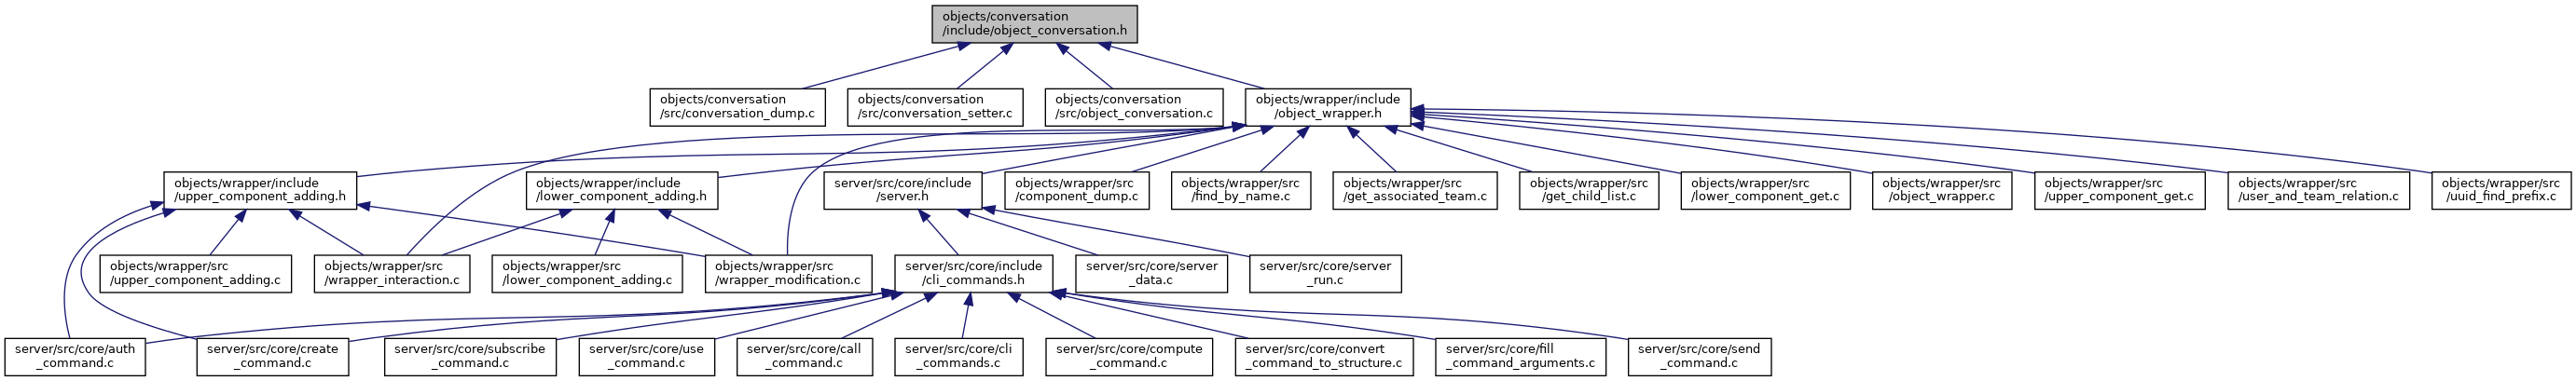 objects/conversation
/include/object_conversation.h
objects/conversation
/src/conversation_dump.c
objects/conversation
/src/conversation_setter.c
objects/conversation
/src/object_conversation.c
objects/wrapper/include
/object_wrapper.h
objects/wrapper/include
/upper_component_adding.h
objects/wrapper/include
/lower_component_adding.h
server/src/core/include
/server.h
objects/wrapper/src
/component_dump.c
objects/wrapper/src
/find_by_name.c
objects/wrapper/src
/get_associated_team.c
objects/wrapper/src
/get_child_list.c
objects/wrapper/src
/lower_component_get.c
objects/wrapper/src
/object_wrapper.c
objects/wrapper/src
/upper_component_get.c
objects/wrapper/src
/user_and_team_relation.c
objects/wrapper/src
/uuid_find_prefix.c
objects/wrapper/src
/upper_component_adding.c
objects/wrapper/src
/wrapper_interaction.c
objects/wrapper/src
/lower_component_adding.c
objects/wrapper/src
/wrapper_modification.c
server/src/core/include
/cli_commands.h
server/src/core/server
_data.c
server/src/core/server
_run.c
server/src/core/auth
_command.c
server/src/core/create
_command.c
server/src/core/subscribe
_command.c
server/src/core/use
_command.c
server/src/core/call
_command.c
server/src/core/cli
_commands.c
server/src/core/compute
_command.c
server/src/core/convert
_command_to_structure.c
server/src/core/fill
_command_arguments.c
server/src/core/send
_command.c